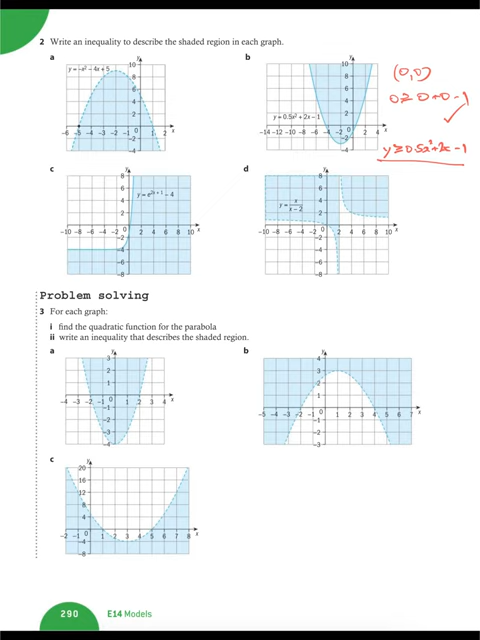 2 Write an inequality to describe the shaded region in each graph.
a
y = −x² − 4x + 5
y
10
8
6
4
2
-6 -5 -4 -3 -2 -1 0 1 2 x
-2
-4
b
y
10
8
6
4
2
y = 0.5x² + 2x − 1
-14 -12 -10 -8 -6 -4 -2 0 2 4 x
-2
-4
(0,0)
0 ≥ 0 + 0 - 1
✓
y ≥ 0.5x² + 2x - 1
c
y
8
6
4
2
y = e²ˣ⁺¹ − 4
-10 -8 -6 -4 -2 0 2 4 6 8 10 x
-2
-4
-6
-8
d
y
8
6
4
2
y = x/(x − 2)
-10 -8 -6 -4 -2 0 2 4 6 8 10 x
-2
-4
-6
-8
Problem solving
3 For each graph:
i find the quadratic function for the parabola
ii write an inequality that describes the shaded region.
a
y
3
2
1
-4 -3 -2 -1 0 1 2 3 4 x
-1
-2
-3
-4
b
y
4
3
2
1
-5 -4 -3 -2 -1 0 1 2 3 4 5 6 7 x
-1
-2
-3
c
y
20
16
12
8
4
-2 -1 0 1 2 3 4 5 6 7 8 x
-4
-8
290 E14 Models